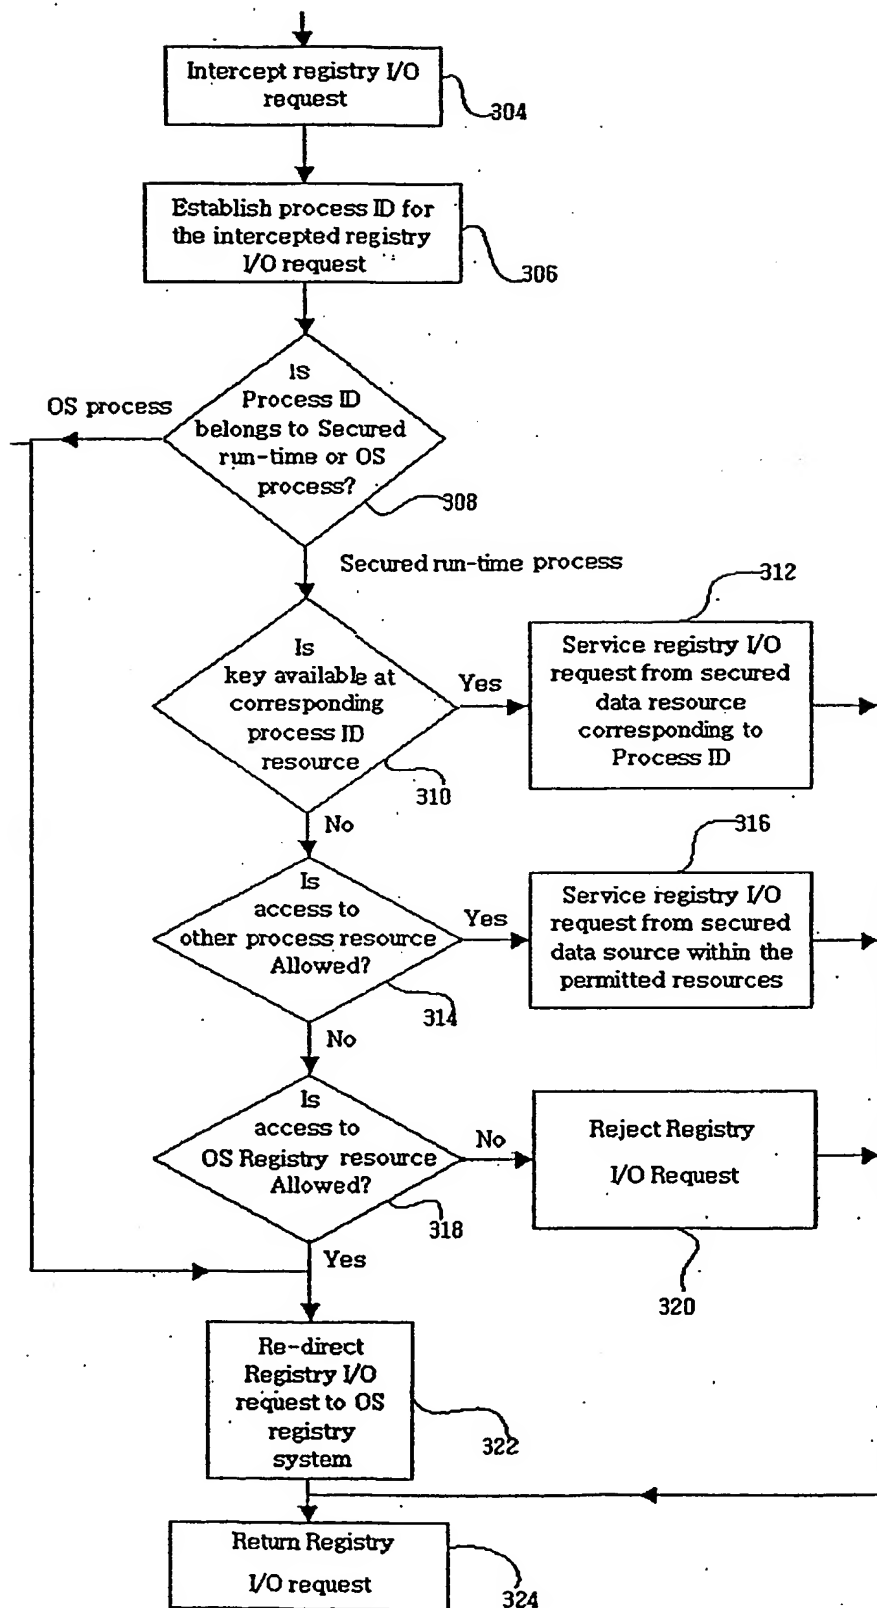 Intercept registry I/O
request
304
Establish process ID for
the intercepted registry
I/O request
306
Is
Process ID
belongs to Secured
run-time or OS
process?
OS process
308
Secured run-time process
Is
key available at
corresponding
process ID
resource
310
Yes
312
Service registry I/O
request from secured
data resource
corresponding to
Process ID
No
Is
access to
other process resource
Allowed?
314
Yes
316
Service registry I/O
request from secured
data source within the
permitted resources
No
Is
access to
OS Registry resource
Allowed?
318
No
Reject Registry
I/O Request
320
Yes
Re-direct
Registry I/O
request to OS
registry
system
322
Return Registry
I/O request
324